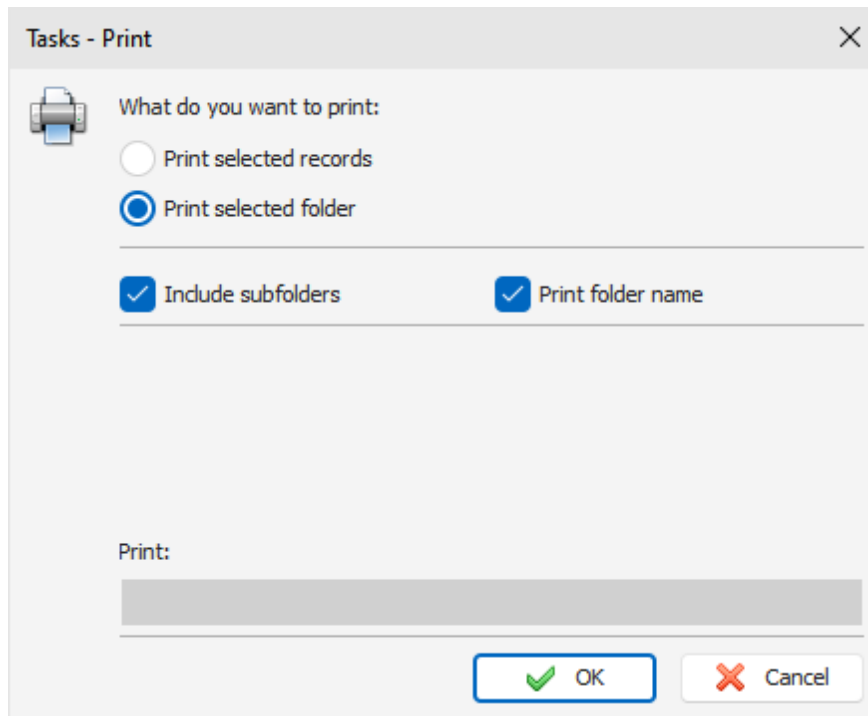 Tasks - Print
What do you want to print:
Print selected records
Print selected folder
Include subfolders Print folder name
Print:
OK Cancel